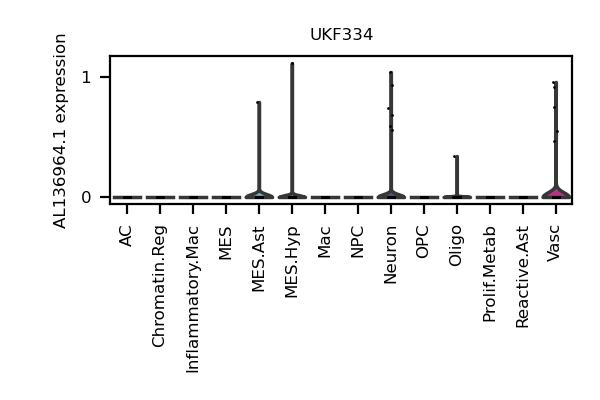 UKF334
AL136964.1 expression
1
0
AC
Chromatin.Reg
Inflammatory.Mac
MES
MES.Ast
MES.Hyp
Mac
NPC
Neuron
OPC
Oligo
Prolif.Metab
Reactive.Ast
Vasc